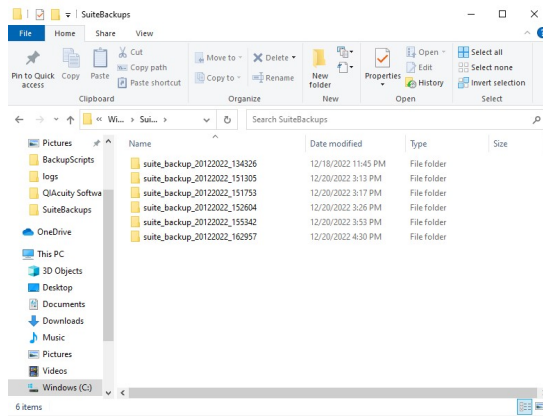 SuiteBackups
File Home Share View
Pin to Quick access
Copy
Paste
Cut
Copy path
Paste shortcut
Clipboard
Move to
Copy to
Delete
Rename
Organize
New folder
New
Properties
Open
Edit
History
Open
Select all
Select none
Invert selection
Select
« Wi... › Sui... ›
Search SuiteBackups
Name Date modified Type Size
Pictures
BackupScripts
logs
QIAcuity Softwa
SuiteBackups
OneDrive
This PC
3D Objects
Desktop
Documents
Downloads
Music
Pictures
Videos
Windows (C:)
suite_backup_20122022_134326 12/18/2022 11:45 PM File folder
suite_backup_20122022_151305 12/20/2022 3:13 PM File folder
suite_backup_20122022_151753 12/20/2022 3:17 PM File folder
suite_backup_20122022_152604 12/20/2022 3:26 PM File folder
suite_backup_20122022_155342 12/20/2022 3:53 PM File folder
suite_backup_20122022_162957 12/20/2022 4:30 PM File folder
6 items